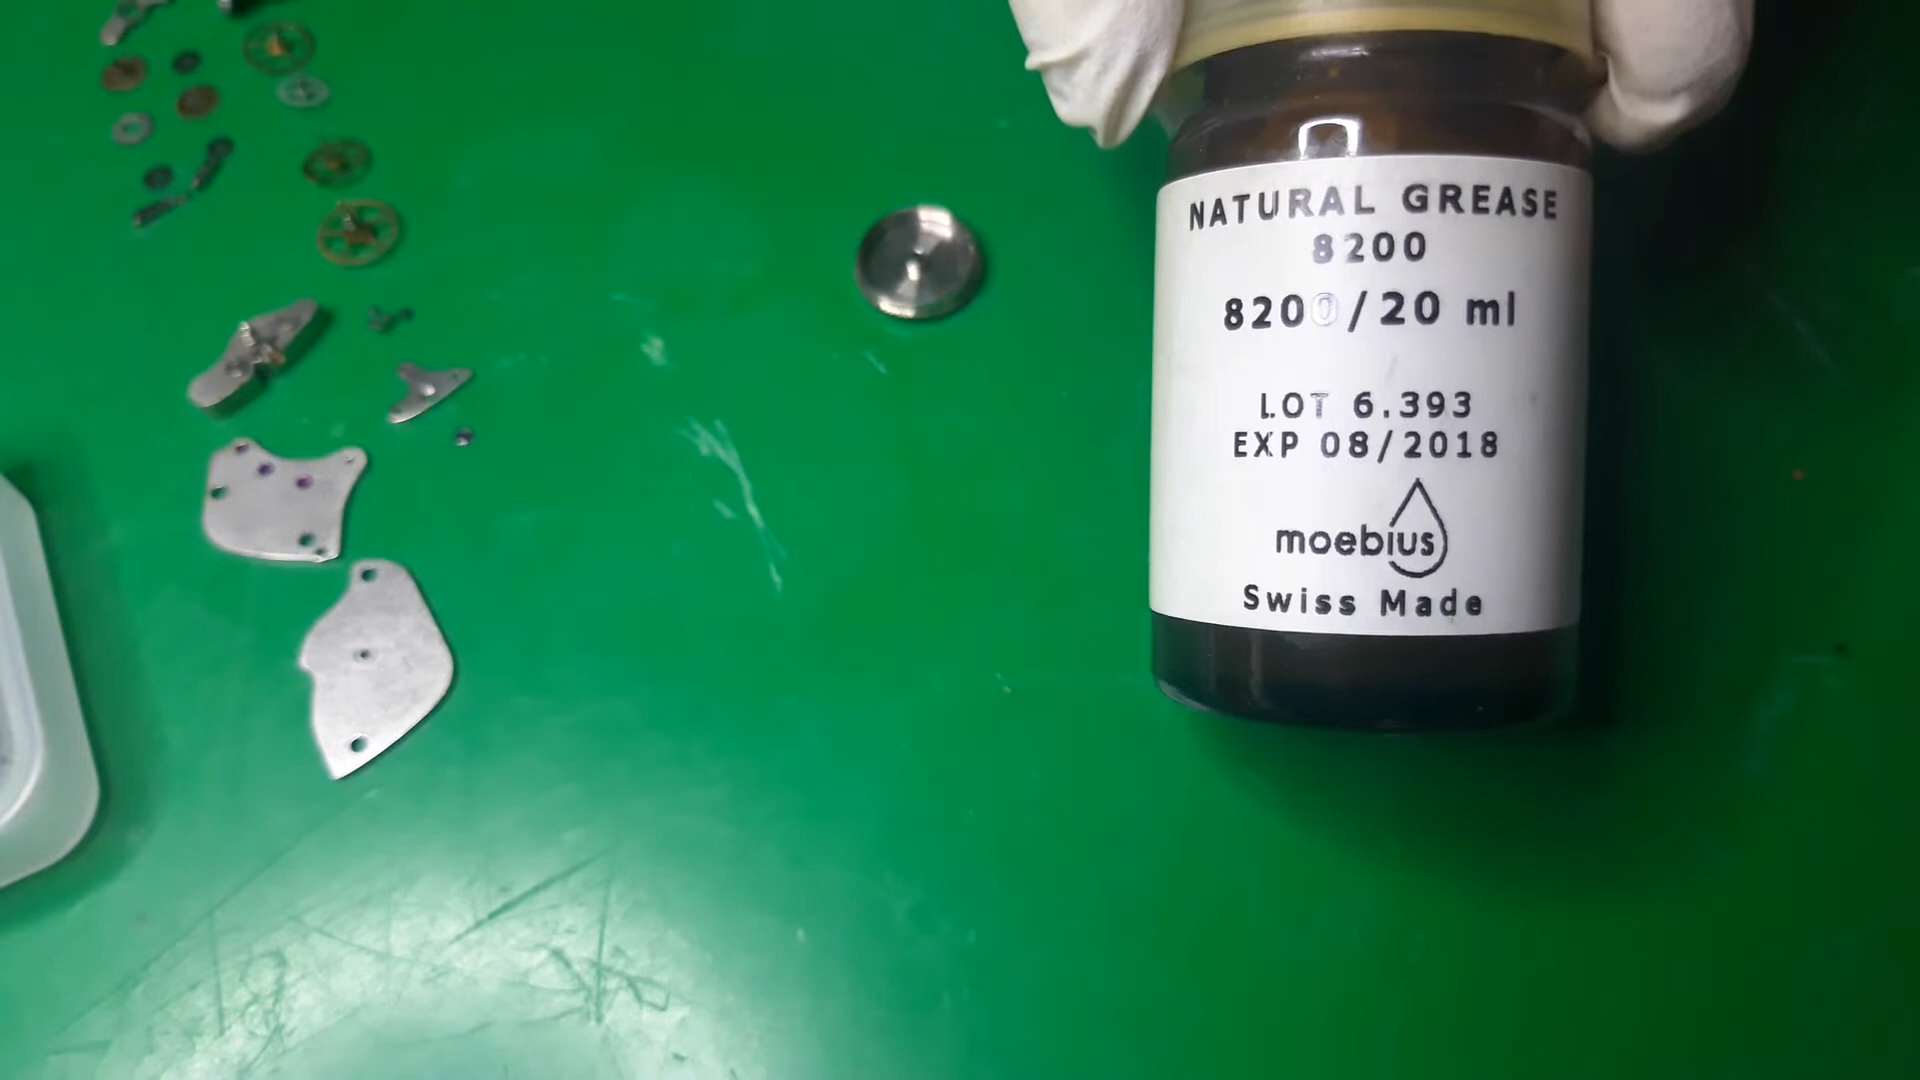 NATURAL GREASE
8200
8200/20 ml
LOT 6.393
EXP 08/2018
moebius
Swiss Made